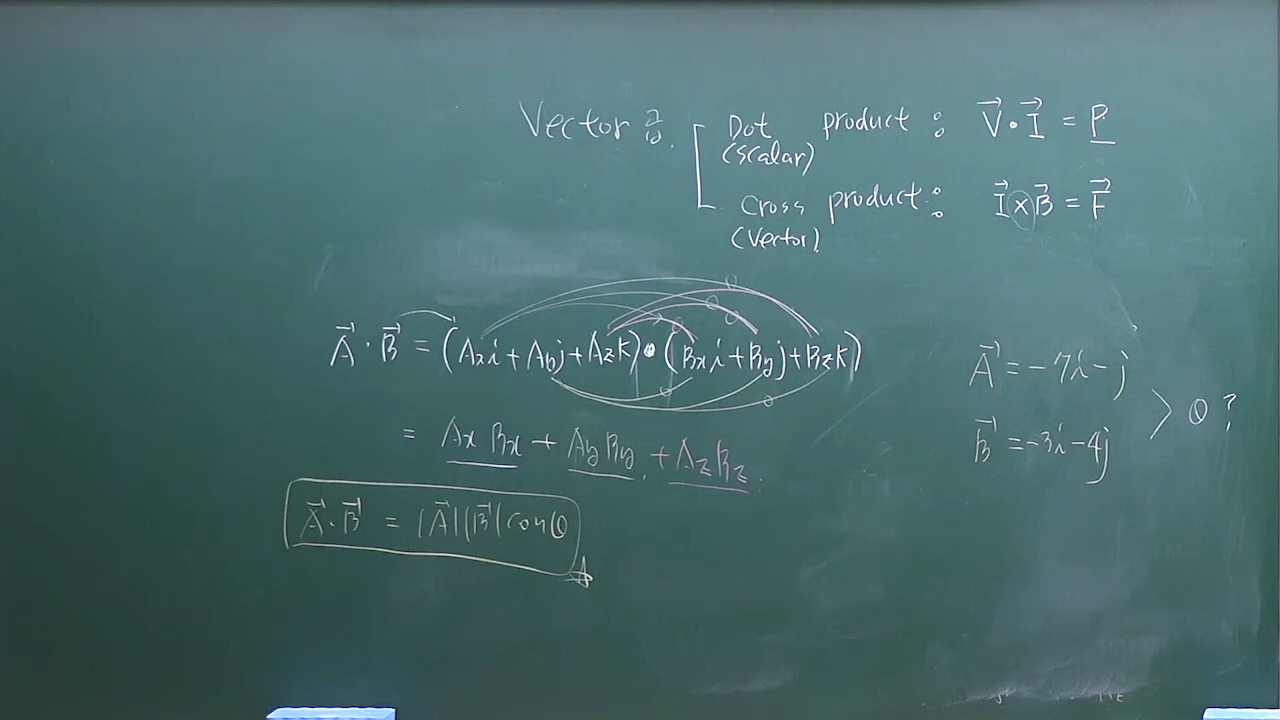 Vector 곱. Dot product : V⃗·I⃗ = P
(scalar)
Cross product : I⃗×B⃗ = F⃗
(vector)
A⃗·B⃗ = (Axi+Ayj+Azk)·(Bxi+Byj+Bzk)
= AxBx + AyBy + AzBz.
A⃗·B⃗ = |A⃗||B⃗|cosθ
A⃗ = -7i-j
B⃗ = -3i-4j
> θ ?